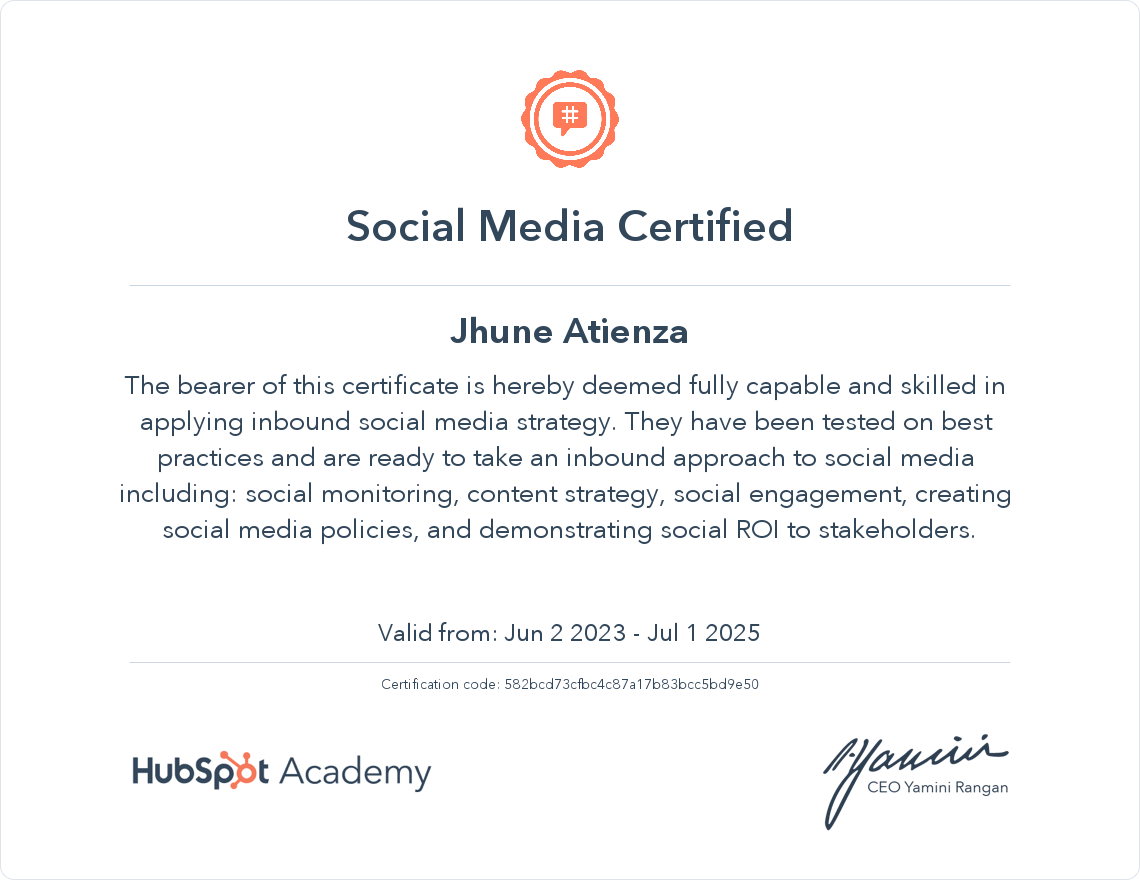 #
Social Media Certified
Jhune Atienza
The bearer of this certificate is hereby deemed fully capable and skilled in
applying inbound social media strategy. They have been tested on best
practices and are ready to take an inbound approach to social media
including: social monitoring, content strategy, social engagement, creating
social media policies, and demonstrating social ROI to stakeholders.
Valid from: Jun 2 2023 - Jul 1 2025
Certification code: 582bcd73cfbc4c87a17b83bcc5bd9e50
HubSpot Academy
Yamini
CEO Yamini Rangan